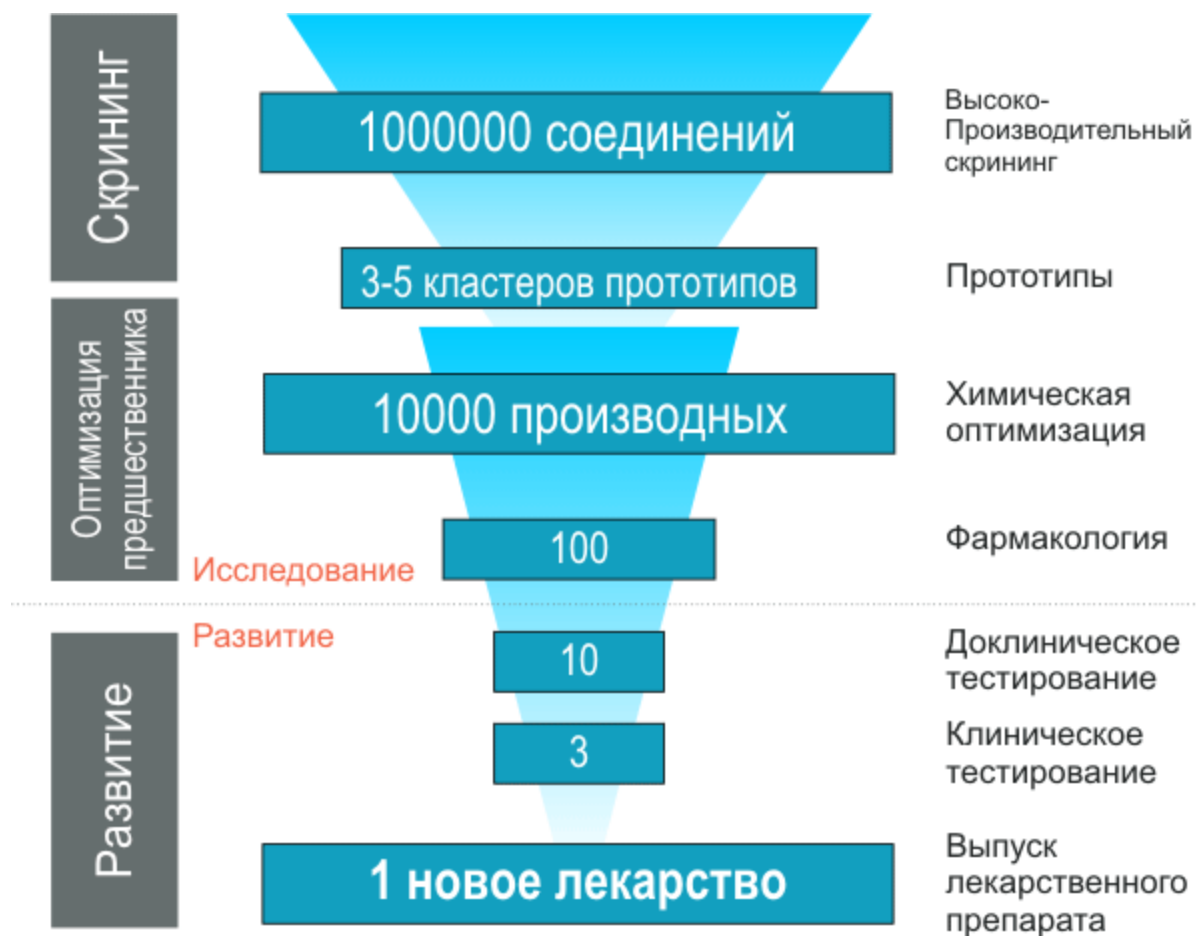 Скрининг
1000000 соединений
Высоко-
Производительный
скрининг
3-5 кластеров прототипов
Прототипы
Оптимизация
предшественника
10000 производных
Химическая
оптимизация
100
Фармакология
Исследование
Развитие
Развитие
10
Доклиническое
тестирование
3
Клиническое
тестирование
1 новое лекарство
Выпуск
лекарственного
препарата